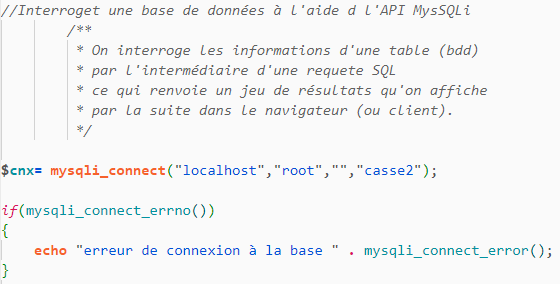 //Interroget une base de données à l'aide d l'API MysSQLi
/**
* On interroge les informations d'une table (bdd)
* par l'intermédiaire d'une requete SQL
* ce qui renvoie un jeu de résultats qu'on affiche
* par la suite dans le navigateur (ou client).
*/
$cnx= mysqli_connect("localhost","root","","casse2");
if(mysqli_connect_errno())
{
echo "erreur de connexion à la base " . mysqli_connect_error();
}